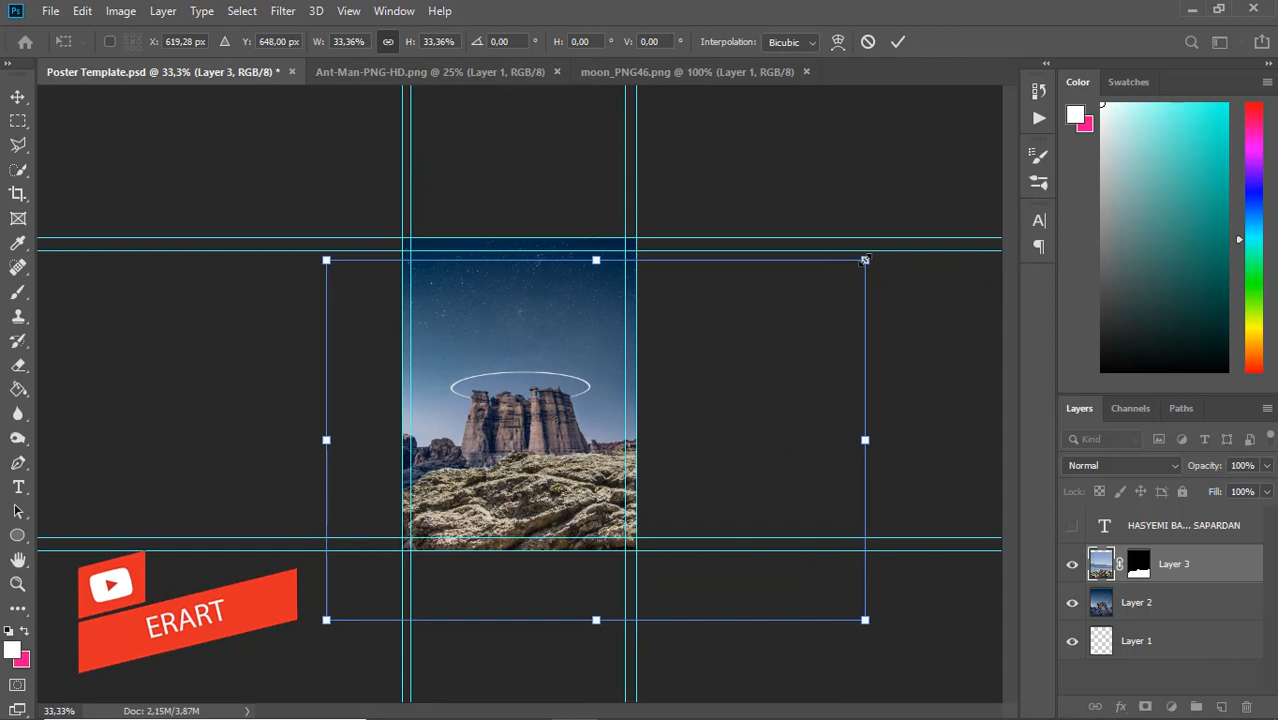 Ps File Edit Image Layer Type Select Filter 3D View Window Help
X: 619,28 px Y: 648,00 px W: 33,36% H: 33,36% 0,00 ° H: 0,00 ° V: 0,00 ° Interpolation: Bicubic
Poster Template.psd @ 33,3% (Layer 3, RGB/8) * × Ant-Man-PNG-HD.png @ 25% (Layer 1, RGB/8) × moon_PNG46.png @ 100% (Layer 1, RGB/8) ×
Color Swatches
Layers Channels Paths
Kind
Normal Opacity: 100%
Lock: Fill: 100%
T HASYEMI BA... SAPARDAN
Layer 3
Layer 2
Layer 1
ERART
33,33% Doc: 2,15M/3,87M